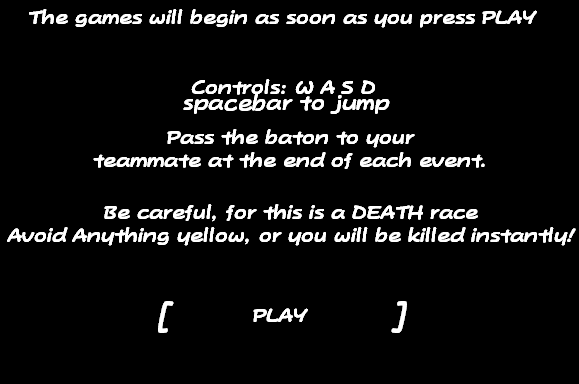 The games will begin as soon as you press PLAY
Controls: W A S D
spacebar to jump
Pass the baton to your
teammate at the end of each event.
Be careful, for this is a DEATH race
Avoid Anything yellow, or you will be killed instantly!
[ PLAY ]